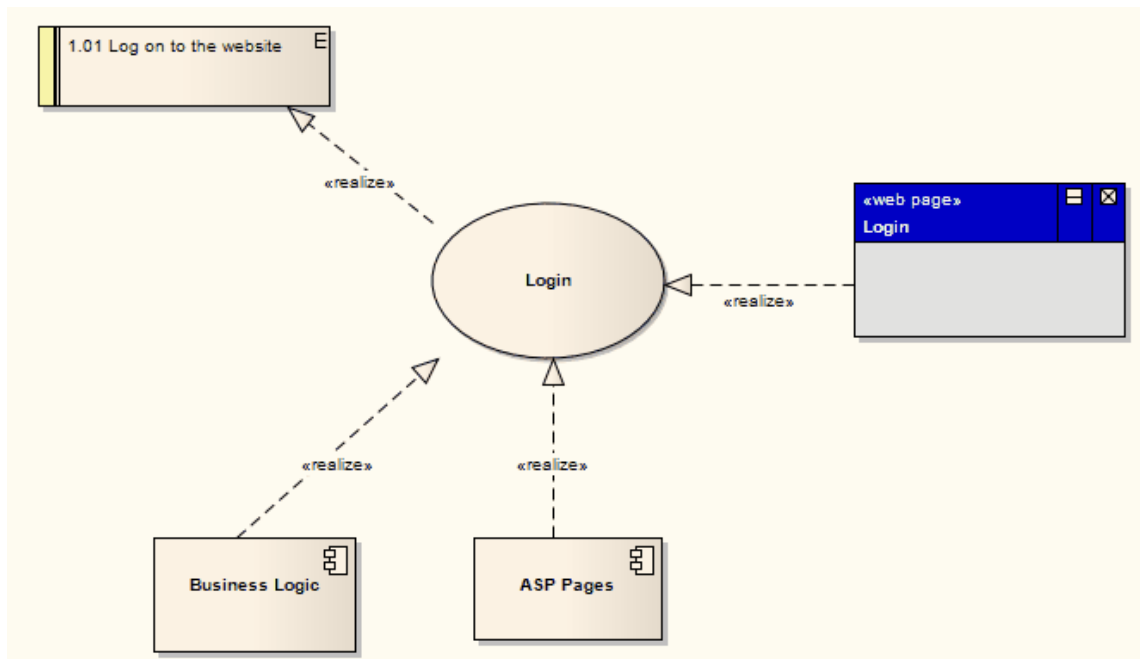 1.01 Log on to the website
E
«realize»
«web page»
Login
Login
«realize»
«realize»
«realize»
Business Logic
ASP Pages